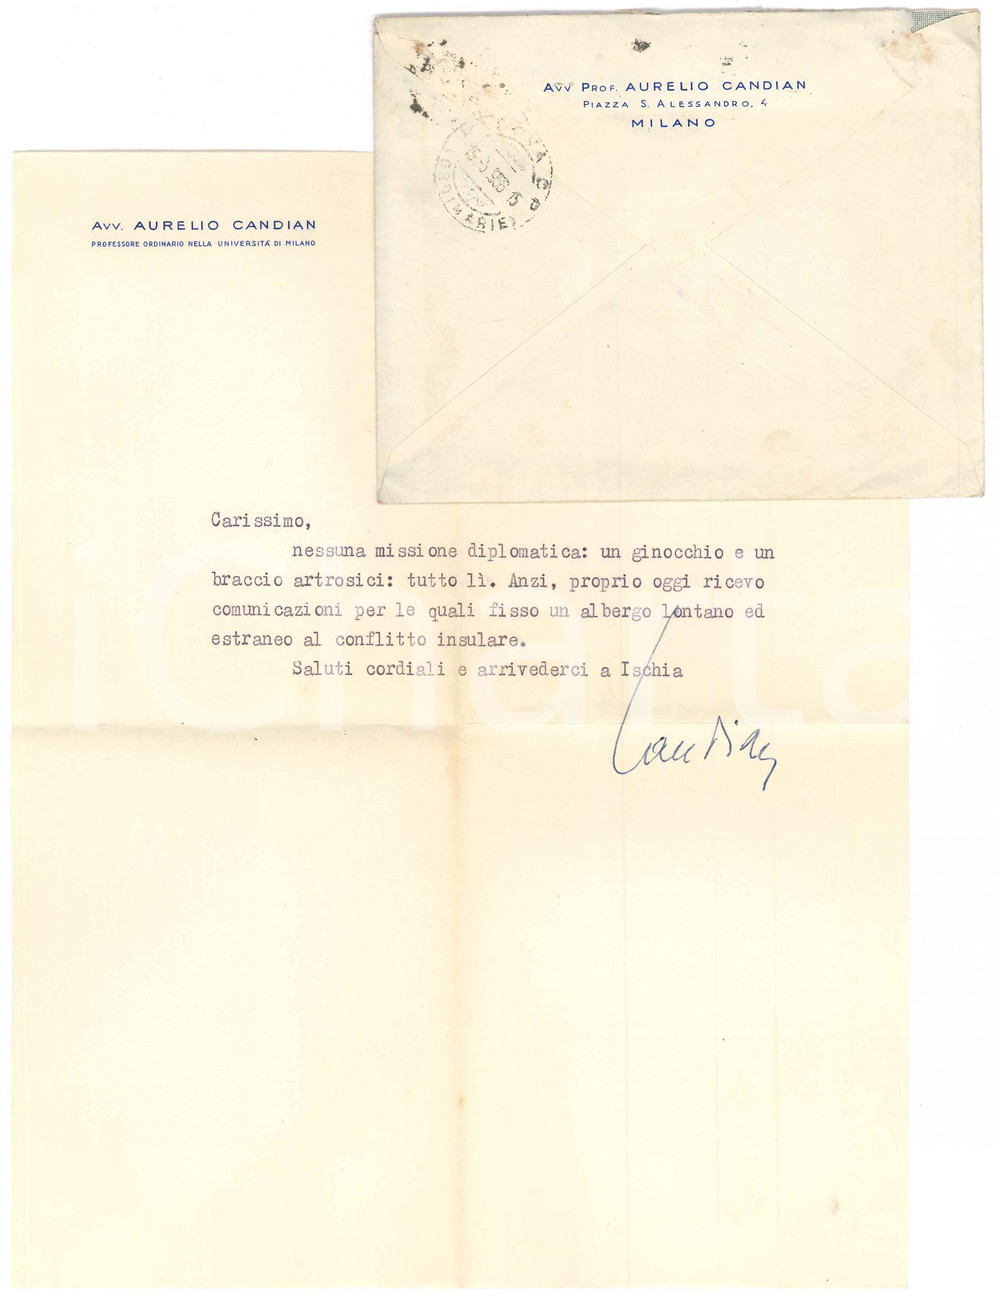 Avv. Prof. AURELIO CANDIAN
PIAZZA S. ALESSANDRO, 4
MILANO
Avv. AURELIO CANDIAN
PROFESSORE ORDINARIO NELLA UNIVERSITÀ DI MILANO
Carissimo,
nessuna missione diplomatica: un ginocchio e un
braccio artrosici: tutto lì. Anzi, proprio oggi ricevo
comunicazioni per le quali fisso un albergo lontano ed
estraneo al conflitto insulare.
Saluti cordiali e arrivederci a Ischia
Candian
iCharta